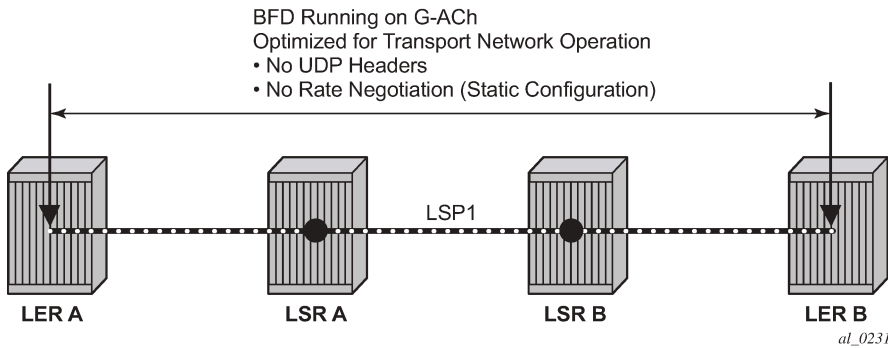 BFD Running on G-ACh
Optimized for Transport Network Operation
• No UDP Headers
• No Rate Negotiation (Static Configuration)
LSP1
LER A
LSR A
LSR B
LER B
al_0231